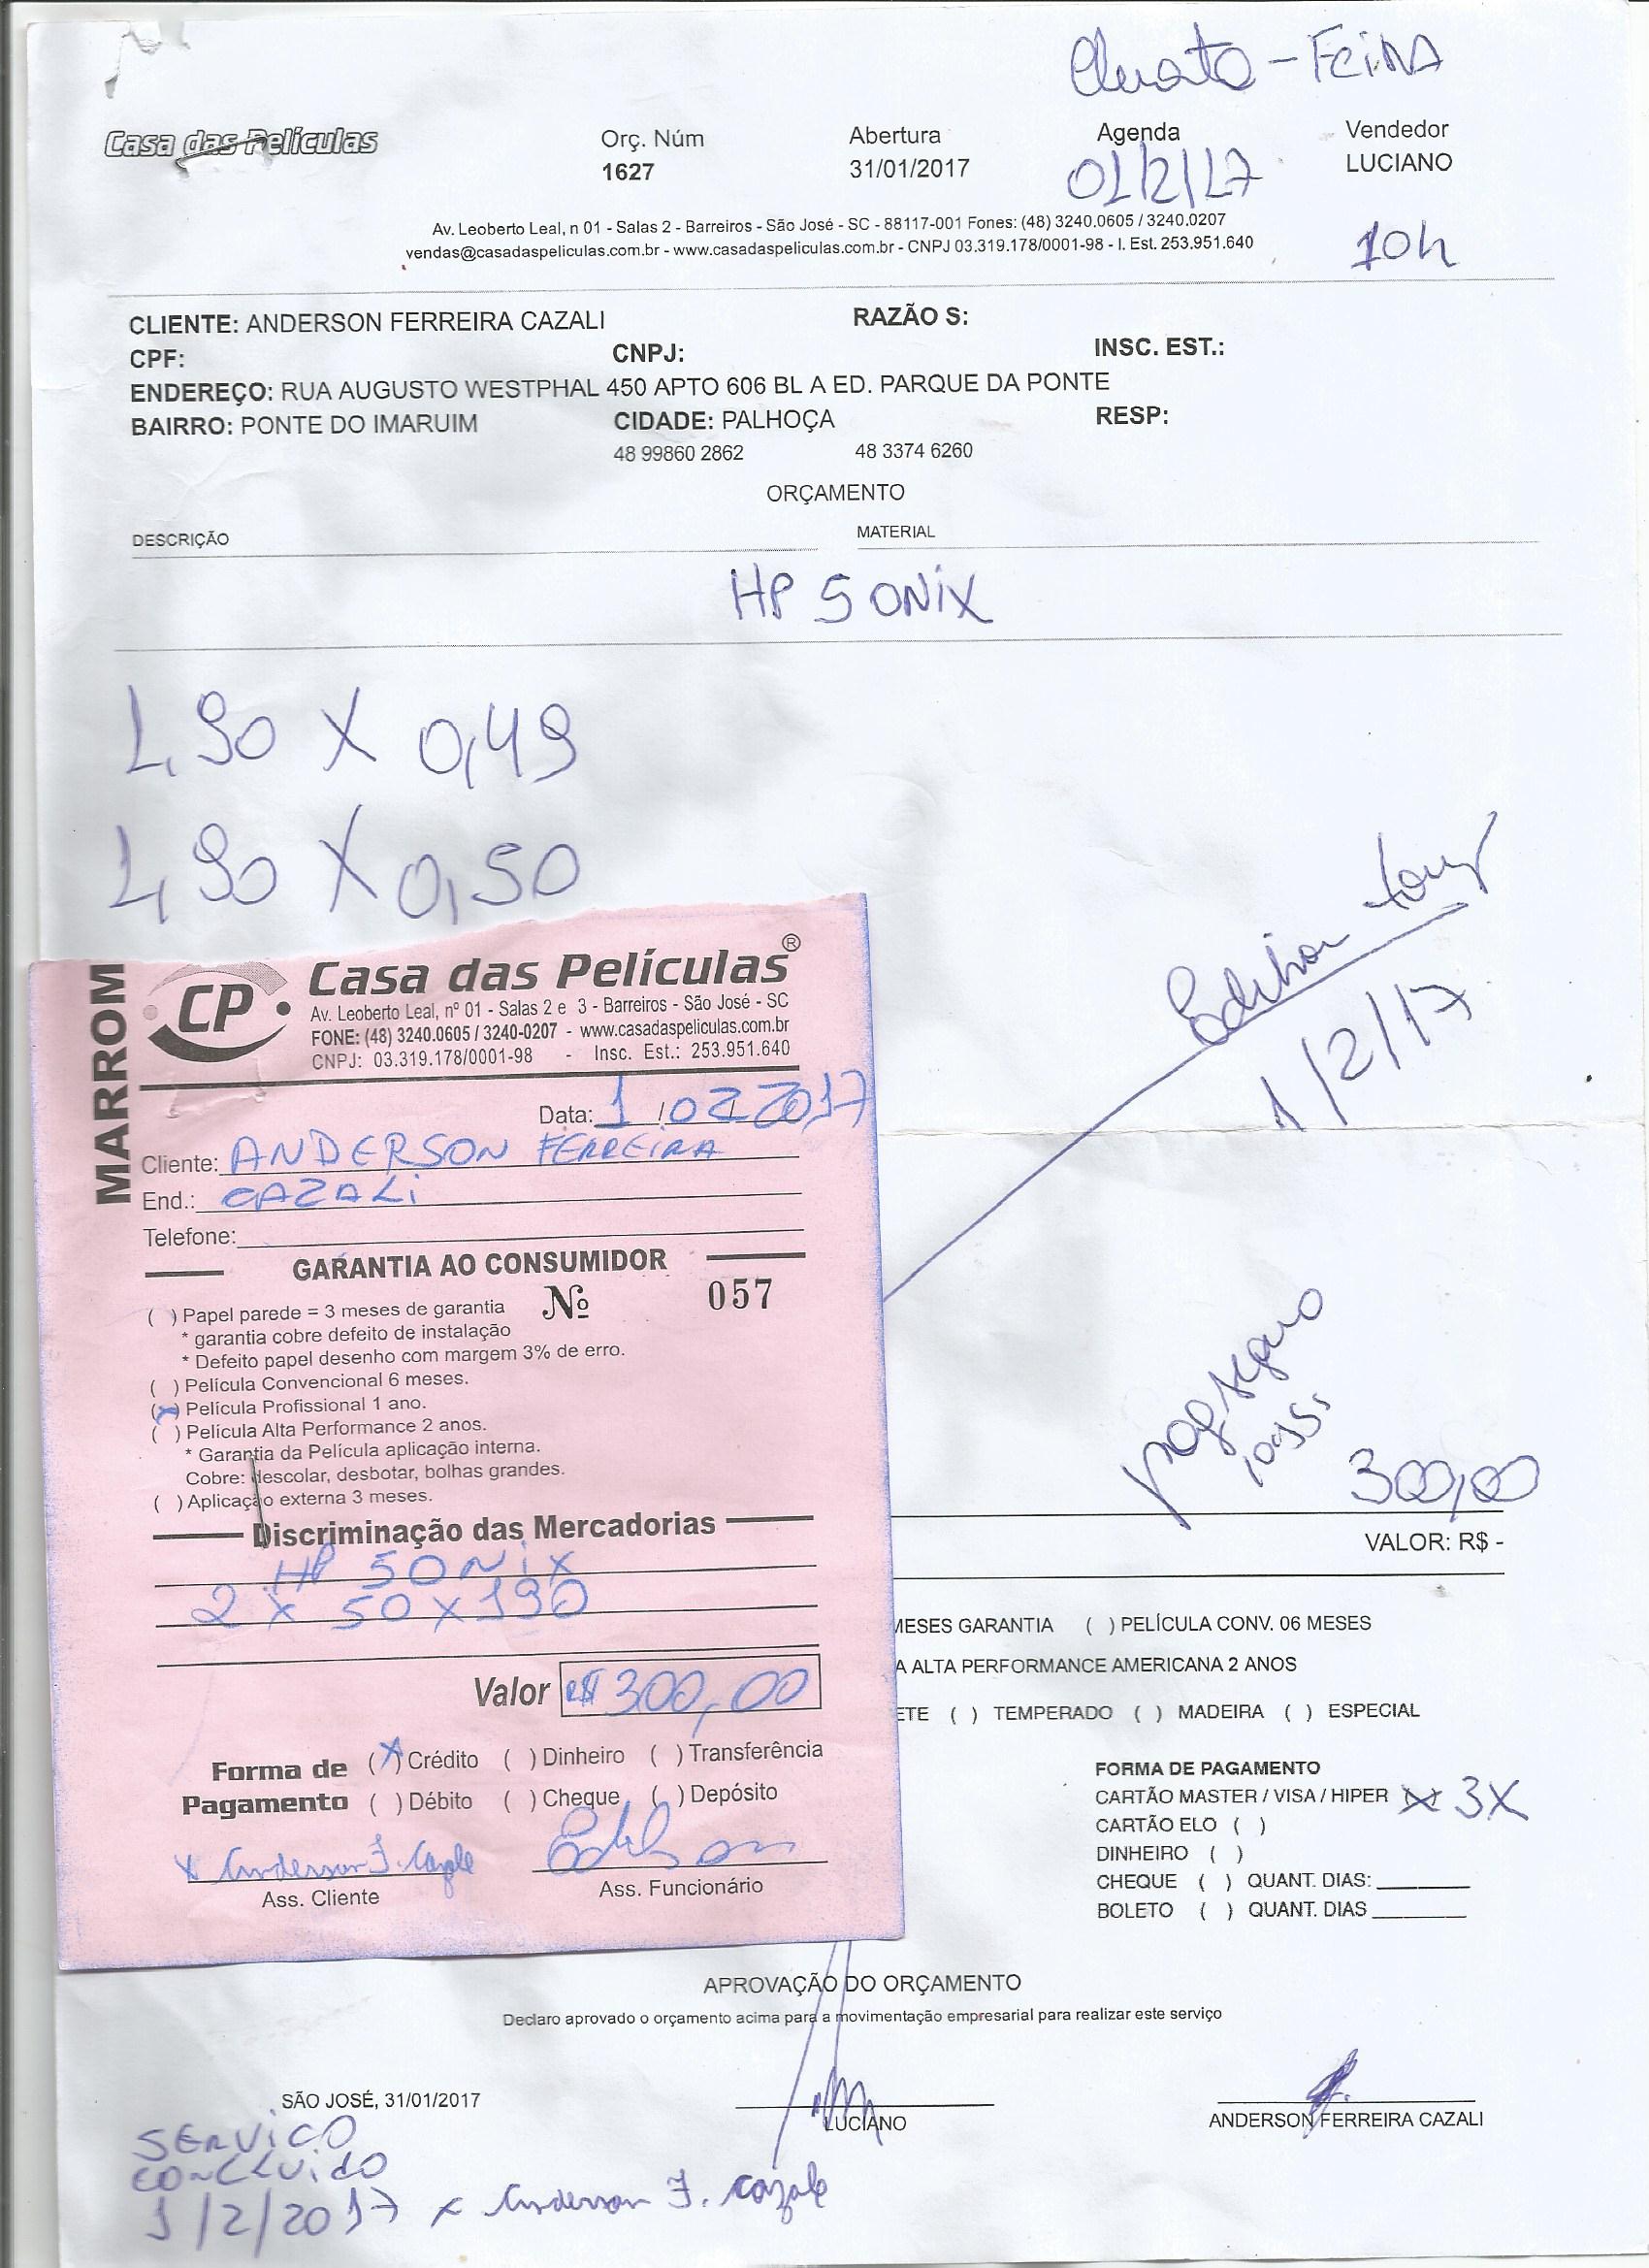 Quarta - FEiRA
Casa das Películas
Orç. Núm
1627
Abertura
31/01/2017
Agenda
01/2/17
Vendedor
LUCIANO
10h
Av. Leoberto Leal, n 01 - Salas 2 - Barreiros - São José - SC - 88117-001 Fones: (48) 3240.0605 / 3240.0207
vendas@casadaspeliculas.com.br - www.casadaspeliculas.com.br - CNPJ 03.319.178/0001-98 - I. Est. 253.951.640
CLIENTE: ANDERSON FERREIRA CAZALI RAZÃO S:
CPF: CNPJ: INSC. EST.:
ENDEREÇO: RUA AUGUSTO WESTPHAL 450 APTO 606 BL A ED. PARQUE DA PONTE
BAIRRO: PONTE DO IMARUIM CIDADE: PALHOÇA RESP:
48 99860 2862 48 3374 6260
ORÇAMENTO
DESCRIÇÃO MATERIAL
HP 5 ONiX
1,90 X 0,49
1,90 X 0,50
Edilson
1/2/17
MARROM
CP
Casa das Películas®
Av. Leoberto Leal, nº 01 - Salas 2 e 3 - Barreiros - São José - SC
FONE: (48) 3240.0605 / 3240-0207 - www.casadaspeliculas.com.br
CNPJ: 03.319.178/0001-98 - Insc. Est.: 253.951.640
Data: 1 / 02 / 2017
Cliente: ANDERSON FERREIRA
End.: CAZALi
Telefone:
GARANTIA AO CONSUMIDOR
( ) Papel parede = 3 meses de garantia Nº 057
* garantia cobre defeito de instalação
* Defeito papel desenho com margem 3% de erro.
( ) Película Convencional 6 meses.
(x) Película Profissional 1 ano.
( ) Película Alta Performance 2 anos.
* Garantia da Película aplicação interna.
Cobre: descolar, desbotar, bolhas grandes.
( ) Aplicação externa 3 meses.
Discriminação das Mercadorias
HP 5 ONiX
2 x 50 x 190
Valor R$ 300,00
Forma de (X) Crédito ( ) Dinheiro ( ) Transferência
Pagamento ( ) Débito ( ) Cheque ( ) Depósito
x Anderson F. Cazale Edilson
Ass. Cliente Ass. Funcionário
pagseguro
300,00
VALOR: R$ -
MESES GARANTIA ( ) PELÍCULA CONV. 06 MESES
A ALTA PERFORMANCE AMERICANA 2 ANOS
ETE ( ) TEMPERADO ( ) MADEIRA ( ) ESPECIAL
FORMA DE PAGAMENTO
CARTÃO MASTER / VISA / HIPER (X) 3X
CARTÃO ELO ( )
DINHEIRO ( )
CHEQUE ( ) QUANT. DIAS:
BOLETO ( ) QUANT. DIAS
APROVAÇÃO DO ORÇAMENTO
Declaro aprovado o orçamento acima para a movimentação empresarial para realizar este serviço
SÃO JOSÉ, 31/01/2017
LUCIANO
ANDERSON FERREIRA CAZALI
SERViCO
CONCLUidO
1/2/2017 x Anderson F. Cazale